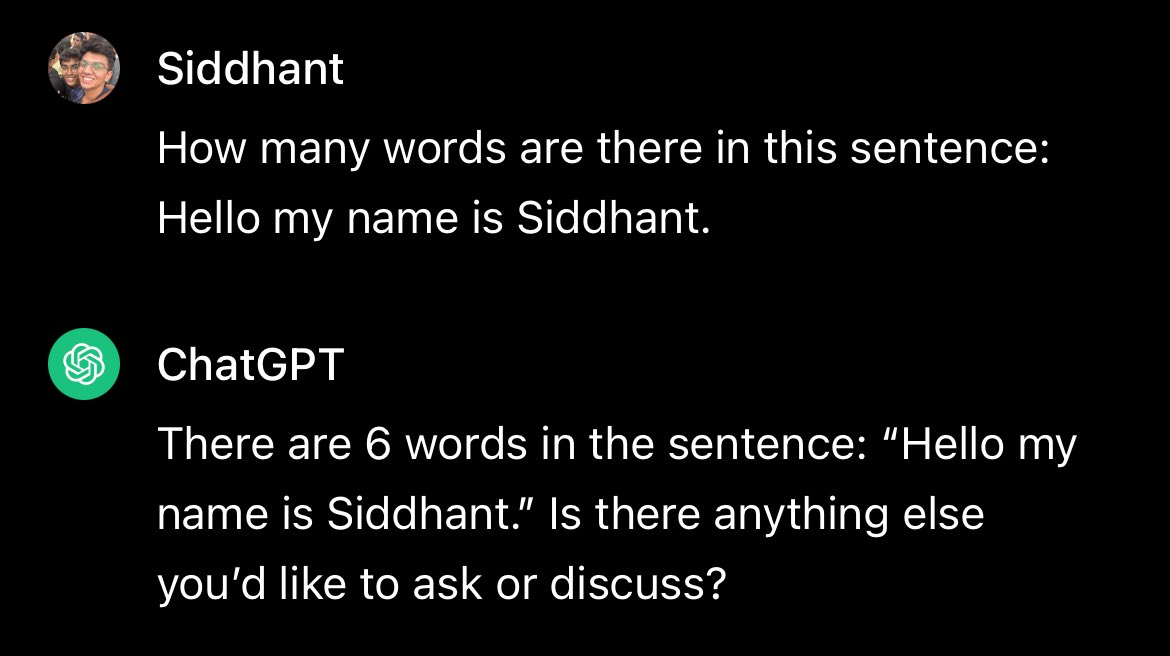 Siddhant
How many words are there in this sentence:
Hello my name is Siddhant.
ChatGPT
There are 6 words in the sentence: “Hello my
name is Siddhant.” Is there anything else
you’d like to ask or discuss?